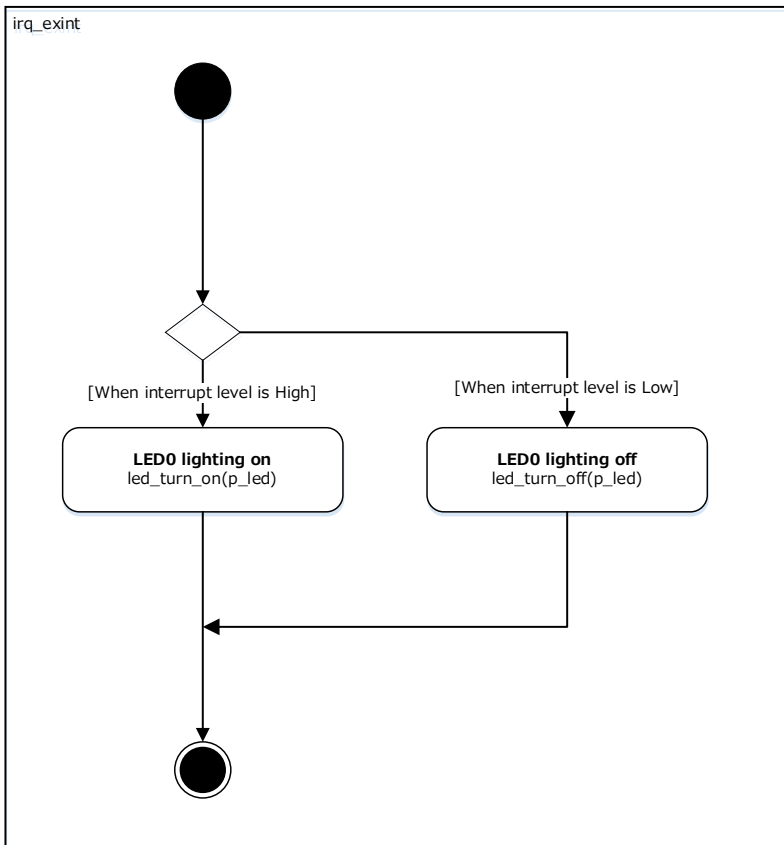 irq_exint
[When interrupt level is High]
[When interrupt level is Low]
LED0 lighting on
led_turn_on(p_led)
LED0 lighting off
led_turn_off(p_led)